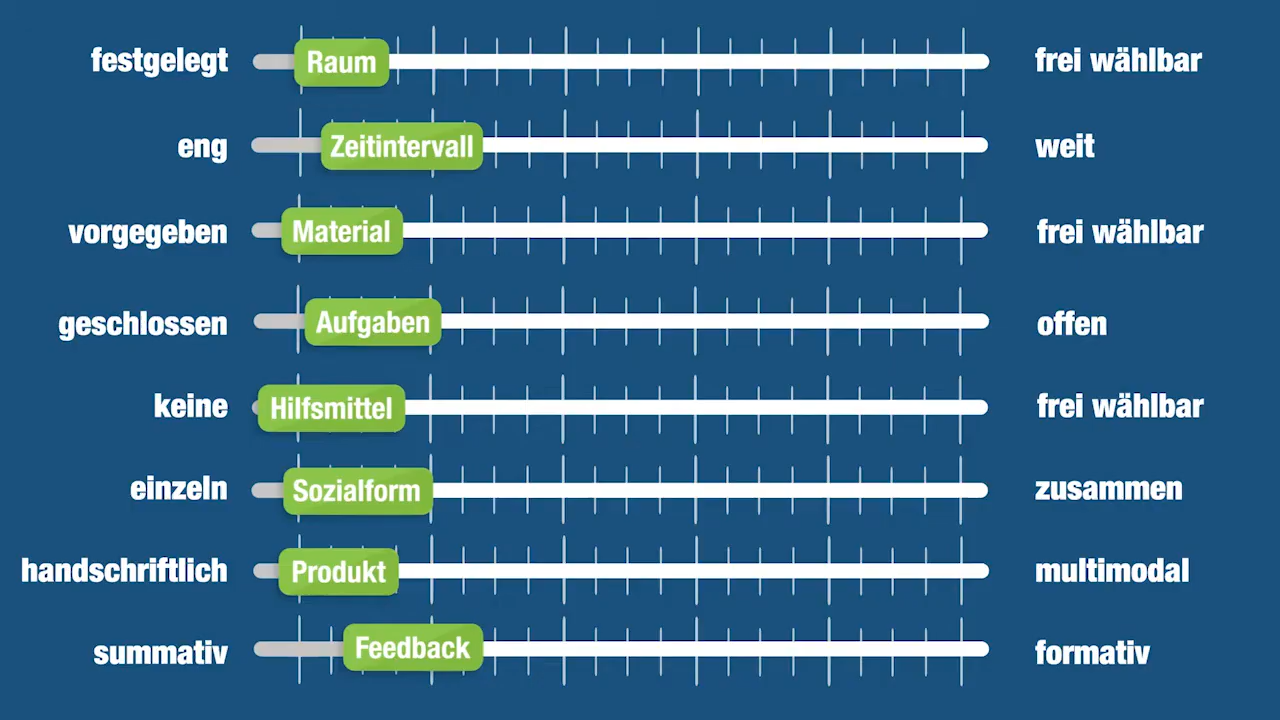 festgelegt Raum frei wählbar
eng Zeitintervall weit
vorgegeben Material frei wählbar
geschlossen Aufgaben offen
keine Hilfsmittel frei wählbar
einzeln Sozialform zusammen
handschriftlich Produkt multimodal
summativ Feedback formativ